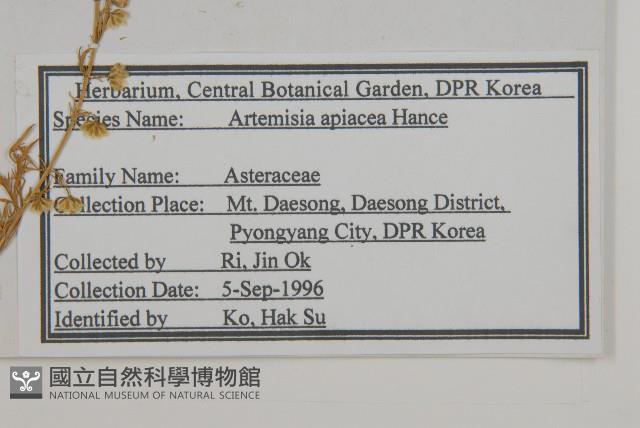 Herbarium, Central Botanical Garden, DPR Korea
Species Name: Artemisia apiacea Hance
Family Name: Asteraceae
Collection Place: Mt. Daesong, Daesong District,
Pyongyang City, DPR Korea
Collected by Ri, Jin Ok
Collection Date: 5-Sep-1996
Identified by Ko, Hak Su
國立自然科學博物館
NATIONAL MUSEUM OF NATURAL SCIENCE